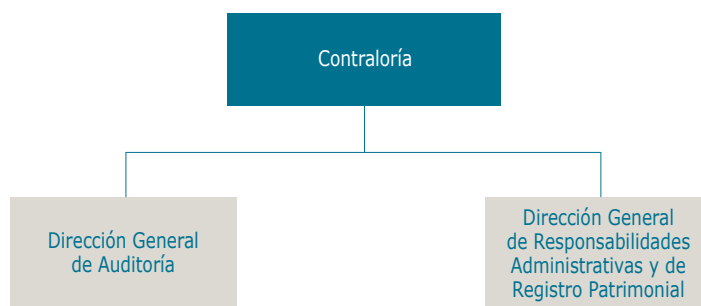 Contraloría
Dirección General
de Auditoría
Dirección General
de Responsabilidades
Administrativas y de
Registro Patrimonial